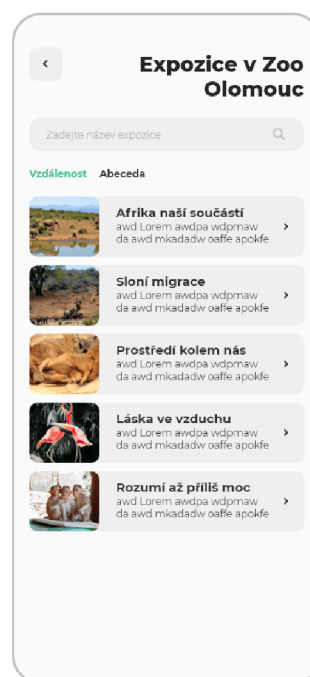 Expozice v Zoo
Olomouc
Zadejte název expozice
Vzdálenost Abeceda
Afrika naší součástí
awd Lorem awdpa wdpmaw
da awd mkadadw oaffe apokfe
Sloní migrace
awd Lorem awdpa wdpmaw
da awd mkadadw oaffe apokfe
Prostředí kolem nás
awd Lorem awdpa wdpmaw
da awd mkadadw oaffe apokfe
Láska ve vzduchu
awd Lorem awdpa wdpmaw
da awd mkadadw oaffe apokfe
Rozumí až příliš moc
awd Lorem awdpa wdpmaw
da awd mkadadw oaffe apokfe